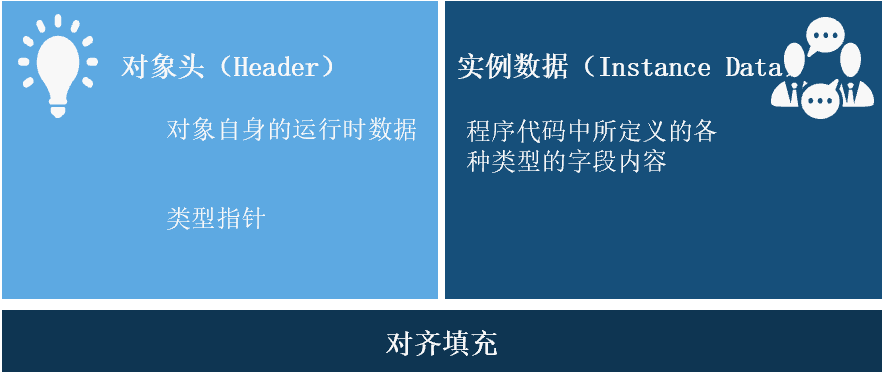 对象头（Header）
对象自身的运行时数据
类型指针
实例数据（Instance Data）
程序代码中所定义的各
种类型的字段内容
对齐填充